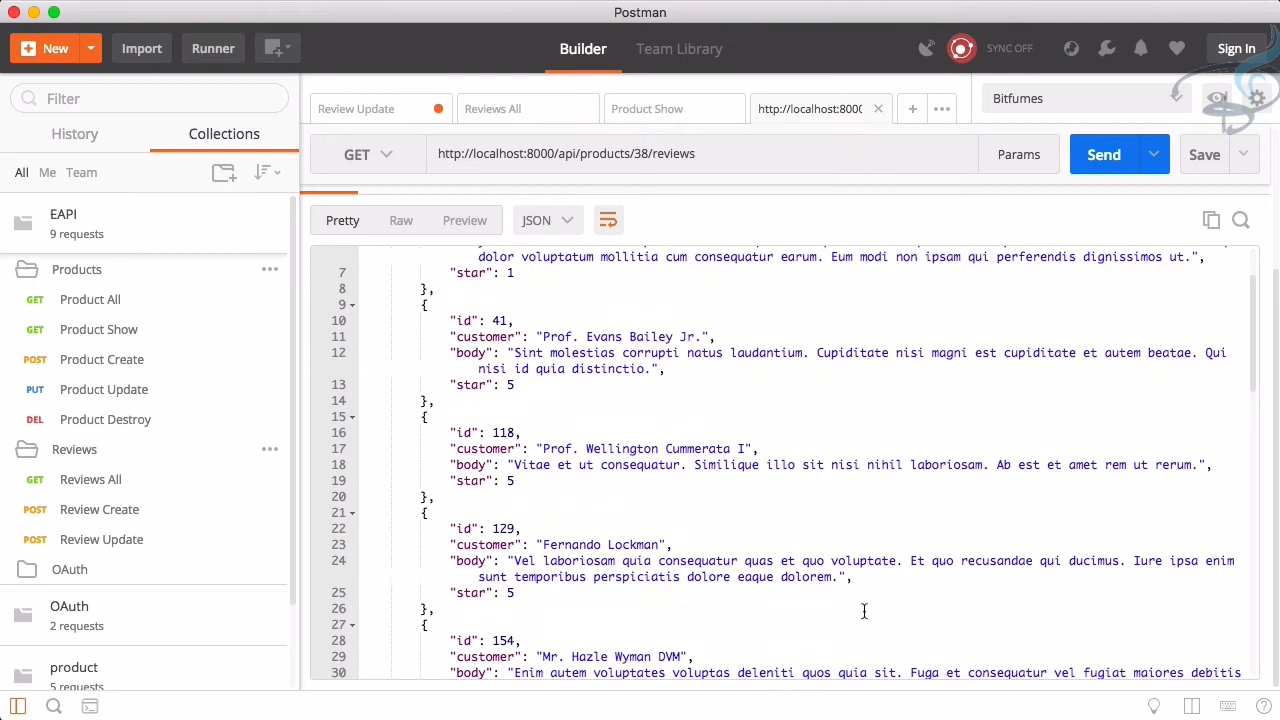 Postman
New
Import
Runner
Builder
Team Library
SYNC OFF
Sign In
Filter
History
Collections
All
Me
Team
EAPI
9 requests
Products
GET Product All
GET Product Show
POST Product Create
PUT Product Update
DEL Product Destroy
Reviews
GET Reviews All
POST Review Create
POST Review Update
OAuth
OAuth
2 requests
product
5 requests
Review Update
Reviews All
Product Show
http://localhost:8000
Bitfumes
GET
http://localhost:8000/api/products/38/reviews
Params
Send
Save
Pretty
Raw
Preview
JSON
dolor voluptatum mollitia cum consequatur earum. Eum modi non ipsam qui perferendis dignissimos ut.",
7 "star": 1
8 },
9 {
10 "id": 41,
11 "customer": "Prof. Evans Bailey Jr.",
12 "body": "Sint molestias corrupti natus laudantium. Cupiditate nisi magni est cupiditate et autem beatae. Qui
nisi id quia distinctio.",
13 "star": 5
14 },
15 {
16 "id": 118,
17 "customer": "Prof. Wellington Cummerata I",
18 "body": "Vitae et ut consequatur. Similique illo sit nisi nihil laboriosam. Ab est et amet rem ut rerum.",
19 "star": 5
20 },
21 {
22 "id": 129,
23 "customer": "Fernando Lockman",
24 "body": "Vel laboriosam quia consequatur quas et quo voluptate. Et quo recusandae qui ducimus. Iure ipsa enim
sunt temporibus perspiciatis dolore eaque dolorem.",
25 "star": 5
26 },
27 {
28 "id": 154,
29 "customer": "Mr. Hazle Wyman DVM",
30 "body": "Enim autem voluptates voluptas deleniti quos quia sit. Fuga et consequatur vel fugiat maiores debitis